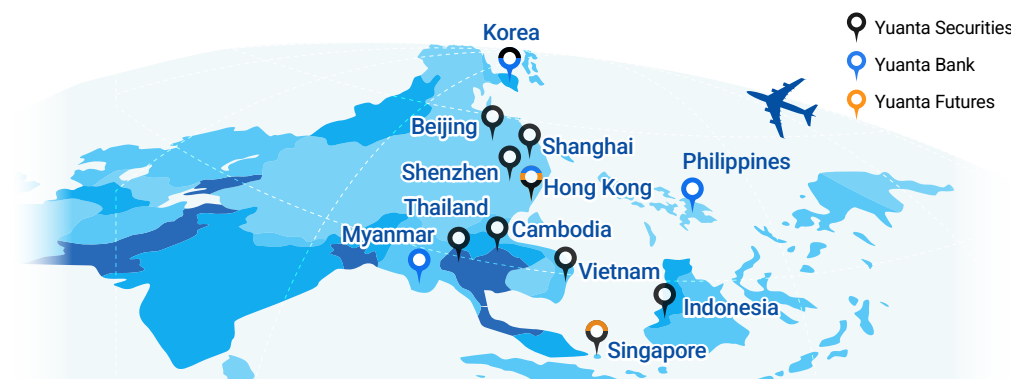 Korea
Yuanta Securities
Yuanta Bank
Yuanta Futures
Beijing
Shanghai
Shenzhen
Philippines
Hong Kong
Thailand
Myanmar
Cambodia
Vietnam
Indonesia
Singapore